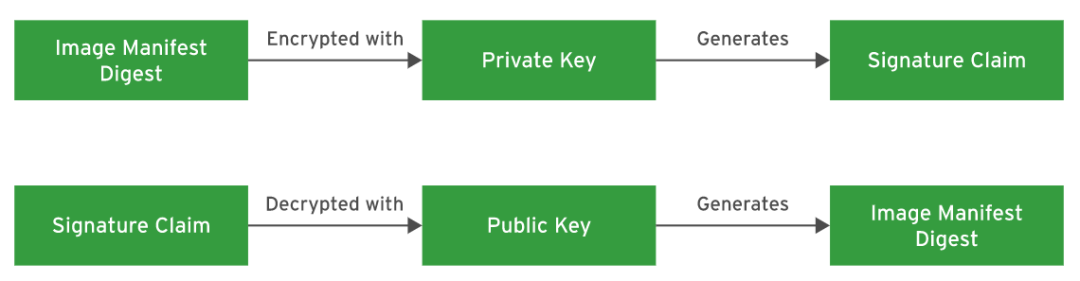 Image Manifest
Digest
Encrypted with
Private Key
Generates
Signature Claim
Signature Claim
Decrypted with
Public Key
Generates
Image Manifest
Digest